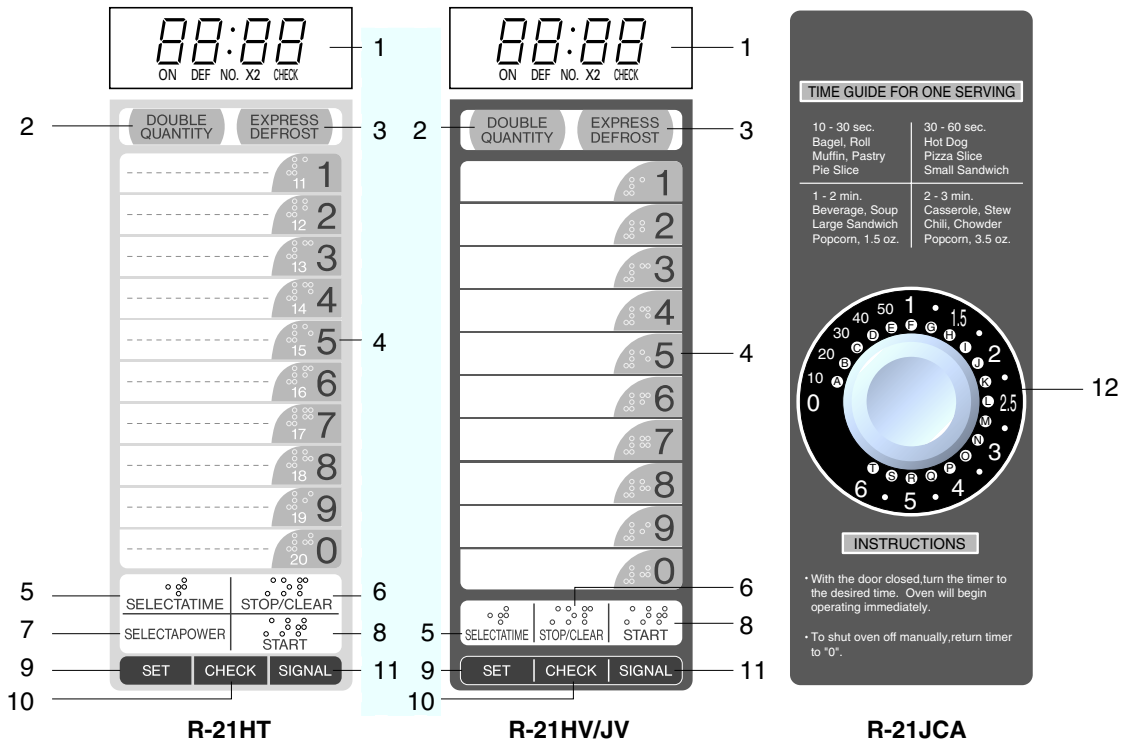 88:88
ON DEF NO. X2 CHECK
1
2
DOUBLE QUANTITY
EXPRESS DEFROST
3
11 1
12 2
13 3
14 4
15 5
4
16 6
17 7
18 8
19 9
20 0
5
SELECTATIME
STOP/CLEAR
6
7
SELECTAPOWER
START
8
9
SET
CHECK
SIGNAL
11
10
R-21HT
88:88
ON DEF NO. X2 CHECK
1
2
DOUBLE QUANTITY
EXPRESS DEFROST
3
1
2
3
4
5
4
6
7
8
9
0
6
5
SELECTATIME
STOP/CLEAR
START
8
9
SET
CHECK
SIGNAL
11
10
R-21HV/JV
TIME GUIDE FOR ONE SERVING
10 - 30 sec.
Bagel, Roll
Muffin, Pastry
Pie Slice
30 - 60 sec.
Hot Dog
Pizza Slice
Small Sandwich
1 - 2 min.
Beverage, Soup
Large Sandwich
Popcorn, 1.5 oz.
2 - 3 min.
Casserole, Stew
Chili, Chowder
Popcorn, 3.5 oz.
0 10 20 30 40 50 1 1.5 2 2.5 3 4 5 6
A B C D E F G H I J K L M N O P Q R S T
12
INSTRUCTIONS
• With the door closed,turn the timer to
the desired time. Oven will begin
operating immediately.
• To shut oven off manually,return timer
to "0".
R-21JCA